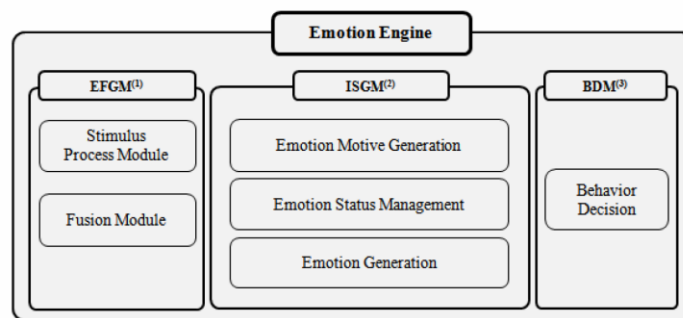 Emotion Engine
EFGM(1)
Stimulus
Process Module
Fusion Module
ISGM(2)
Emotion Motive Generation
Emotion Status Management
Emotion Generation
BDM(3)
Behavior
Decision